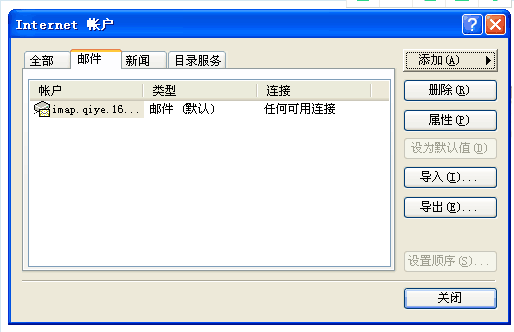 Internet 帐户
全部 邮件 新闻 目录服务
添加(A)
帐户 类型 连接
删除(R)
imap.qiye.16... 邮件 (默认) 任何可用连接
属性(P)
设为默认值(D)
导入(I)...
导出(E)...
设置顺序(S)...
关闭